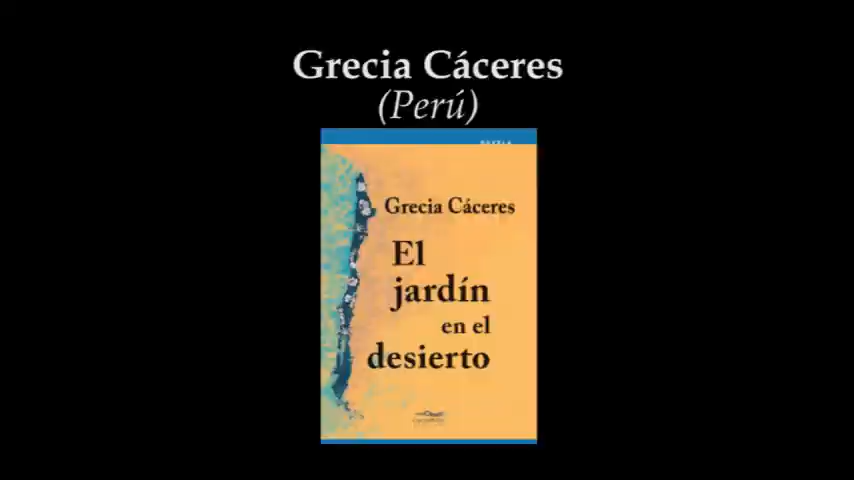 Grecia Cáceres
(Perú)
Grecia Cáceres
El
jardín
en el
desierto